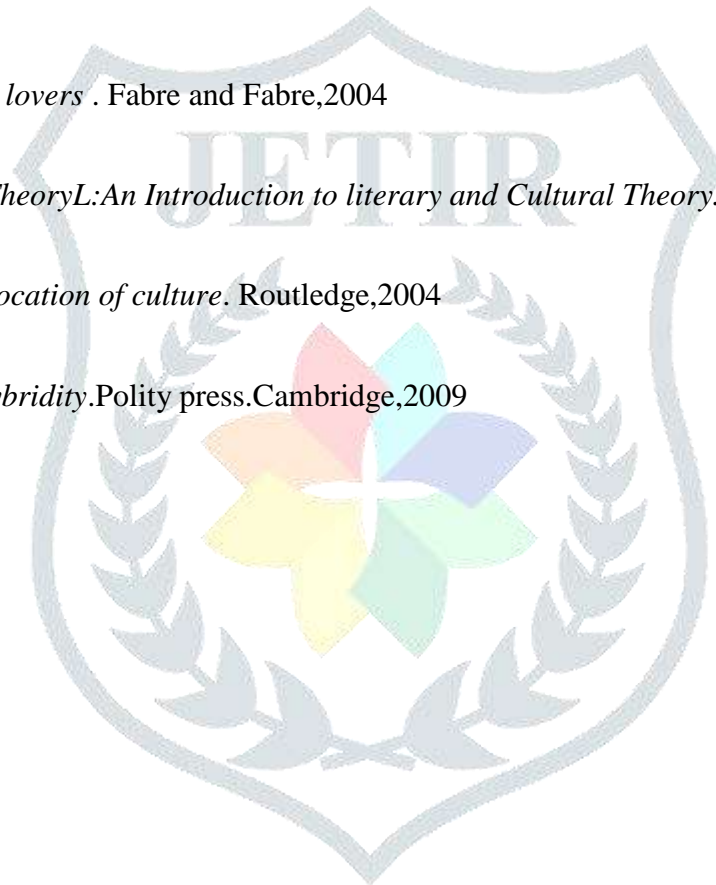 lovers . Fabre and Fabre,2004
JETIR
TheoryL:An Introduction to literary and Cultural Theory.
ocation of culture. Routledge,2004
bridity.Polity press.Cambridge,2009